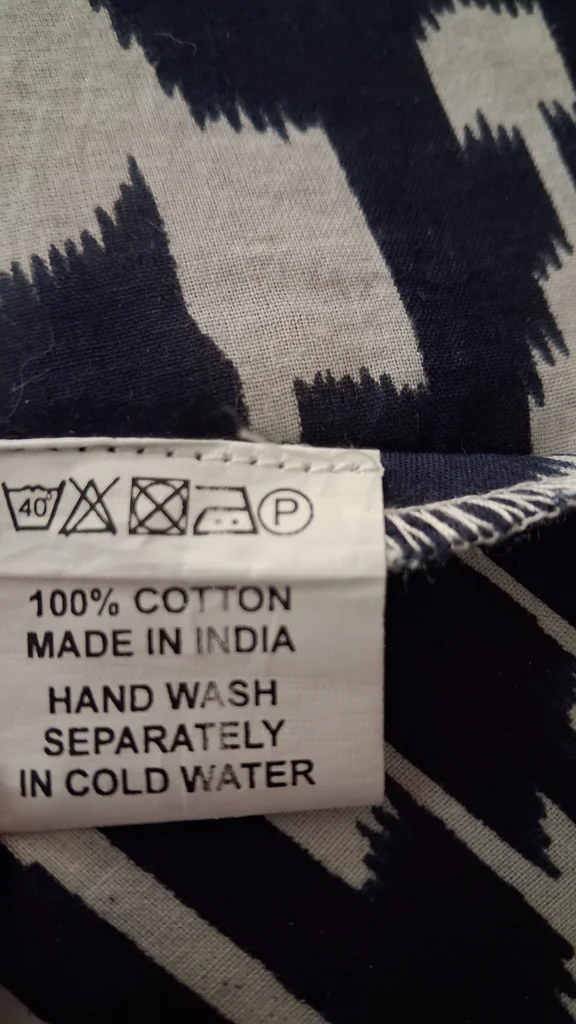 40°
P
100% COTTON
MADE IN INDIA
HAND WASH
SEPARATELY
IN COLD WATER